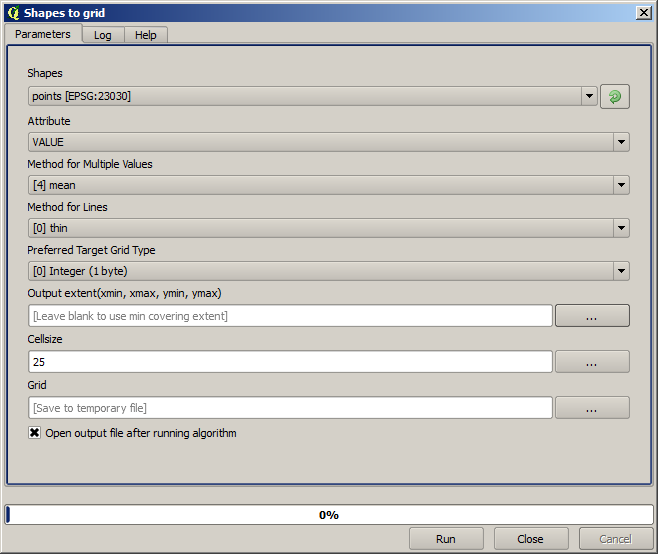 Shapes to grid
Parameters Log Help
Shapes
points [EPSG:23030]
Attribute
VALUE
Method for Multiple Values
[4] mean
Method for Lines
[0] thin
Preferred Target Grid Type
[0] Integer (1 byte)
Output extent(xmin, xmax, ymin, ymax)
[Leave blank to use min covering extent] ...
Cellsize
25 ...
Grid
[Save to temporary file] ...
Open output file after running algorithm
0%
Run Close Cancel